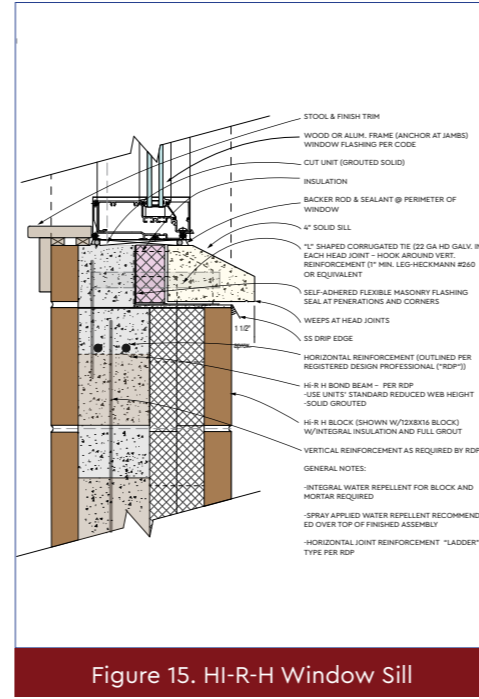 STOOL & FINISH TRIM
WOOD OR ALUM. FRAME (ANCHOR AT JAMBS)
WINDOW FLASHING PER CODE
CUT UNIT (GROUTED SOLID)
INSULATION
BACKER ROD & SEALANT @ PERIMETER OF
WINDOW
4" SOLID SILL
"L" SHAPED CORRUGATED TIE (22 GA HD GALV. IN
EACH HEAD JOINT - HOOK AROUND VERT.
REINFORCEMENT (1" MIN. LEG-HECKMANN #260
OR EQUIVALENT
SELF-ADHERED FLEXIBLE MASONRY FLASHING
SEAL AT PENERATIONS AND CORNERS
WEEPS AT HEAD JOINTS
1 1/2"
SS DRIP EDGE
HORIZONTAL REINFORCEMENT (OUTLINED PER
REGISTERED DESIGN PROFESSIONAL ("RDP"))
Hi-R H BOND BEAM - PER RDP
-USE UNITS' STANDARD REDUCED WEB HEIGHT
-SOLID GROUTED
Hi-R H BLOCK (SHOWN W/12X8X16 BLOCK)
W/INTEGRAL INSULATION AND FULL GROUT
VERTICAL REINFORCEMENT AS REQUIRED BY RDP
GENERAL NOTES:
-INTEGRAL WATER REPELLENT FOR BLOCK AND
MORTAR REQUIRED
-SPRAY APPLIED WATER REPELLENT RECOMMEND-
ED OVER TOP OF FINISHED ASSEMBLY
-HORIZONTAL JOINT REINFORCEMENT "LADDER"
TYPE PER RDP
Figure 15. HI-R-H Window Sill